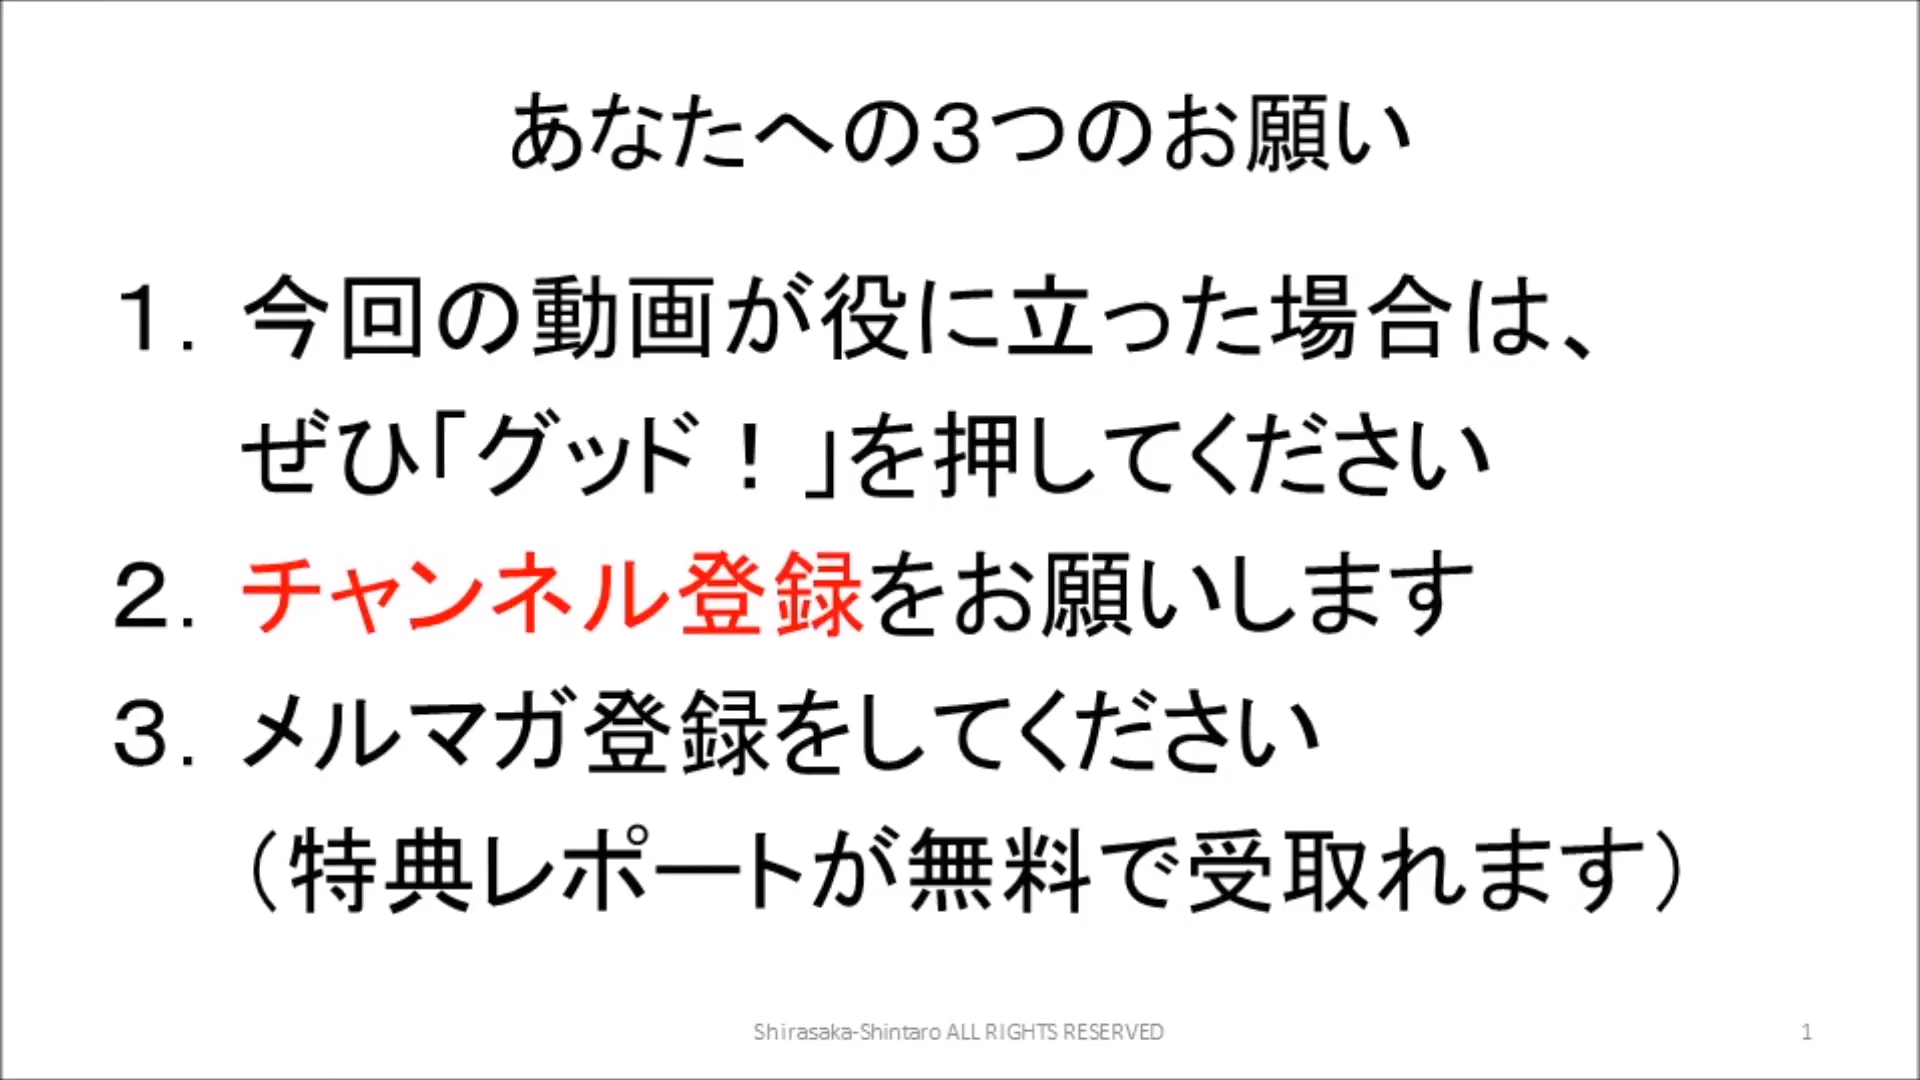 あなたへの３つのお願い
１．今回の動画が役に立った場合は、
ぜひ「グッド！」を押してください
２．チャンネル登録をお願いします
３．メルマガ登録をしてください
（特典レポートが無料で受取れます）
Shirasaka-Shintaro ALL RIGHTS RESERVED
1